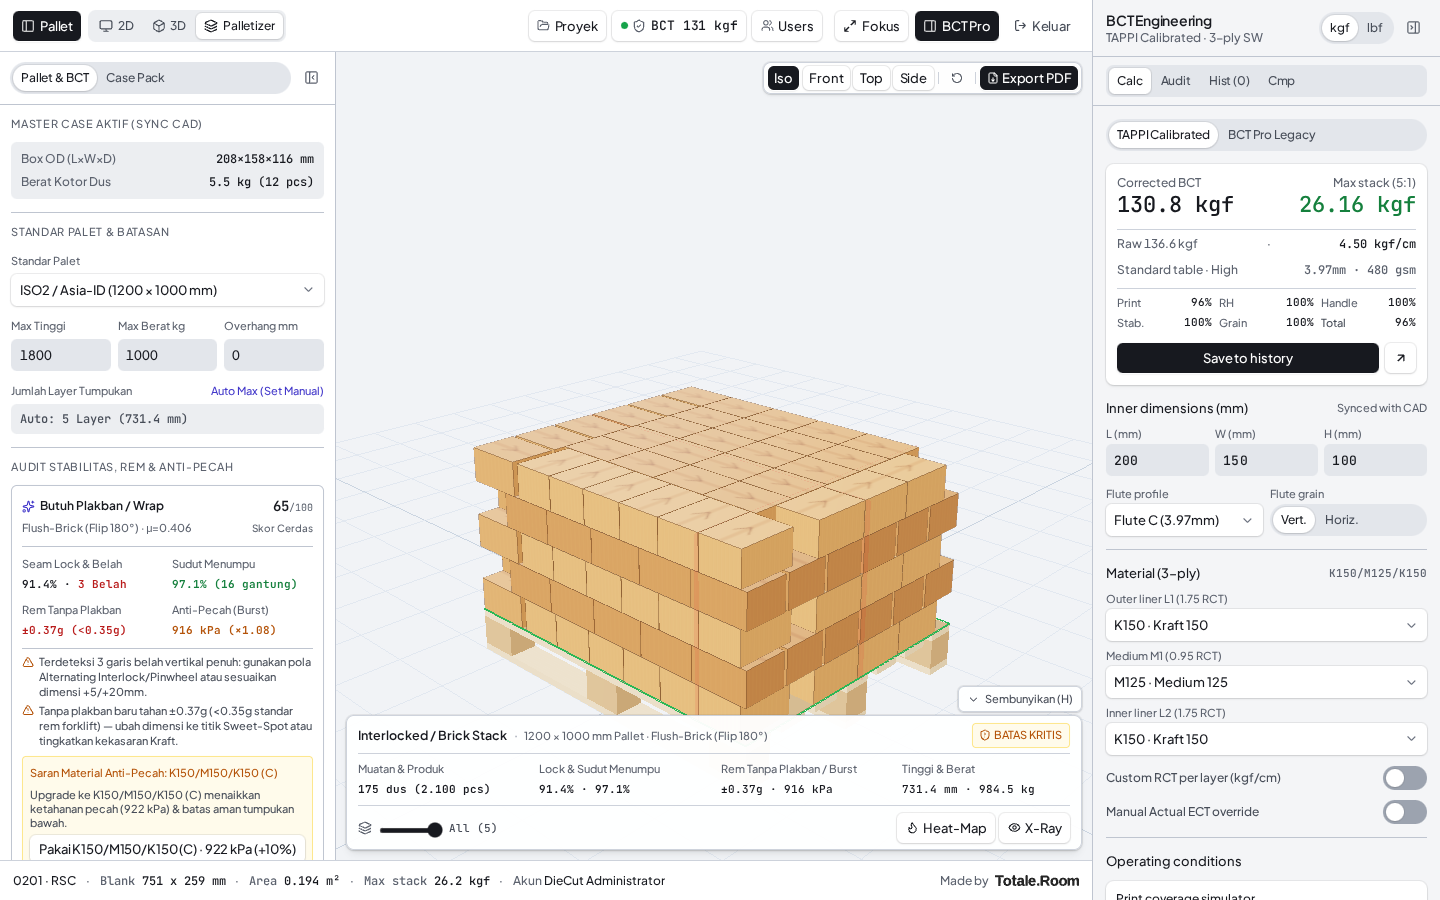 Pallet
2D
3D
Palletizer
Proyek
BCT 131 kgf
Users
Fokus
BCT Pro
Keluar
Pallet & BCT
Case Pack
MASTER CASE AKTIF (SYNC CAD)
Box OD (L×W×D) 208×158×116 mm
Berat Kotor Dus 5.5 kg (12 pcs)
STANDAR PALET & BATASAN
Standar Palet
ISO2 / Asia-ID (1200 × 1000 mm)
Max Tinggi Max Berat kg Overhang mm
1800 1000 0
Jumlah Layer Tumpukan Auto Max (Set Manual)
Auto: 5 Layer (731.4 mm)
AUDIT STABILITAS, REM & ANTI-PECAH
Butuh Plakban / Wrap 65/100
Flush-Brick (Flip 180°) · μ=0.406 Skor Cerdas
Seam Lock & Belah Sudut Menumpu
91.4% · 3 Belah 97.1% (16 gantung)
Rem Tanpa Plakban Anti-Pecah (Burst)
±0.37g (<0.35g) 916 kPa (×1.08)
Terdeteksi 3 garis belah vertikal penuh: gunakan pola
Alternating Interlock/Pinwheel atau sesuaikan
dimensi +5/+20mm.
Tanpa plakban baru tahan ±0.37g (<0.35g standar
rem forklift) — ubah dimensi ke titik Sweet-Spot atau
tingkatkan kekasaran Kraft.
Saran Material Anti-Pecah: K150/M150/K150 (C)
Upgrade ke K150/M150/K150 (C) menaikkan
ketahanan pecah (922 kPa) & batas aman tumpukan
bawah.
Pakai K150/M150/K150 (C) · 922 kPa (+10%)
Iso
Front
Top
Side
Export PDF
Sembunyikan (H)
Interlocked / Brick Stack · 1200 × 1000 mm Pallet · Flush-Brick (Flip 180°) BATAS KRITIS
Muatan & Produk Lock & Sudut Menumpu Rem Tanpa Plakban / Burst Tinggi & Berat
175 dus (2.100 pcs) 91.4% · 97.1% ±0.37g · 916 kPa 731.4 mm · 984.5 kg
All (5)
Heat-Map
X-Ray
BCT Engineering
TAPPI Calibrated · 3-ply SW
kgf lbf
Calc Audit Hist (0) Cmp
TAPPI Calibrated BCT Pro Legacy
Corrected BCT Max stack (5:1)
130.8 kgf 26.16 kgf
Raw 136.6 kgf · 4.50 kgf/cm
Standard table · High 3.97mm · 480 gsm
Print 96% RH 100% Handle 100%
Stab. 100% Grain 100% Total 96%
Save to history
Inner dimensions (mm) Synced with CAD
L (mm) W (mm) H (mm)
200 150 100
Flute profile Flute grain
Flute C (3.97mm) Vert. Horiz.
Material (3-ply) K150/M125/K150
Outer liner L1 (1.75 RCT)
K150 · Kraft 150
Medium M1 (0.95 RCT)
M125 · Medium 125
Inner liner L2 (1.75 RCT)
K150 · Kraft 150
Custom RCT per layer (kgf/cm)
Manual Actual ECT override
Operating conditions
Print coverage simulator
0201 · RSC · Blank 751 x 259 mm · Area 0.194 m² · Max stack 26.2 kgf · Akun DieCut Administrator
Made by Totale.Room